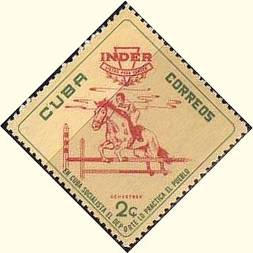 INDER
CUBA
CORREOS
ECUESTRES
2¢
EN CUBA SOCIALISTA EL DEPORTE LO PRACTICA EL PUEBLO